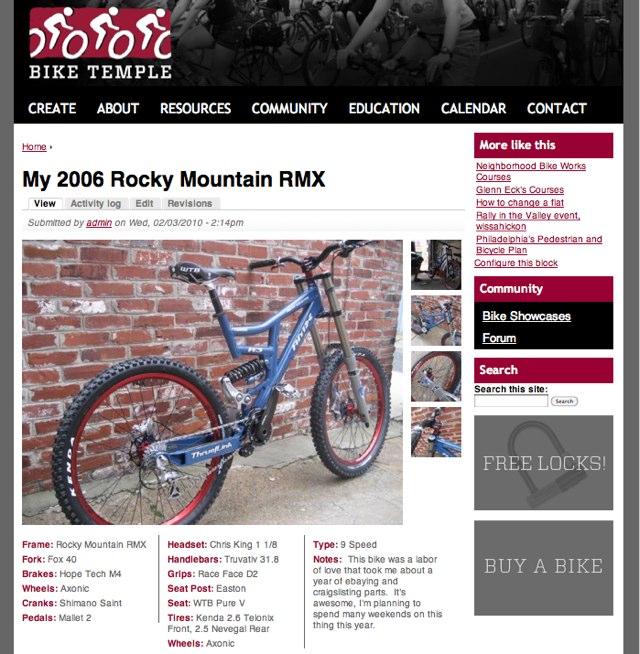 BIKE TEMPLE
CREATE ABOUT RESOURCES COMMUNITY EDUCATION CALENDAR CONTACT
Home ›
My 2006 Rocky Mountain RMX
View Activity log Edit Revisions
Submitted by admin on Wed, 02/03/2010 - 2:14pm
WTB
KENDA
ThrustLink
Frame: Rocky Mountain RMX
Fork: Fox 40
Brakes: Hope Tech M4
Wheels: Axonic
Cranks: Shimano Saint
Pedals: Mallet 2
Headset: Chris King 1 1/8
Handlebars: Truvativ 31.8
Grips: Race Face D2
Seat Post: Easton
Seat: WTB Pure V
Tires: Kenda 2.6 Telonix
Front, 2.5 Nevegal Rear
Wheels: Axonic
Type: 9 Speed
Notes: This bike was a labor
of love that took me about a
year of ebaying and
craigslisting parts. It's
awesome, I'm planning to
spend many weekends on this
thing this year.
More like this
Neighborhood Bike Works
Courses
Glenn Eck's Courses
How to change a flat
Rally in the Valley event,
wissahickon
Philadelphia's Pedestrian and
Bicycle Plan
Configure this block
Community
Bike Showcases
Forum
Search
Search this site:
Search
FREE LOCKS!
BUY A BIKE